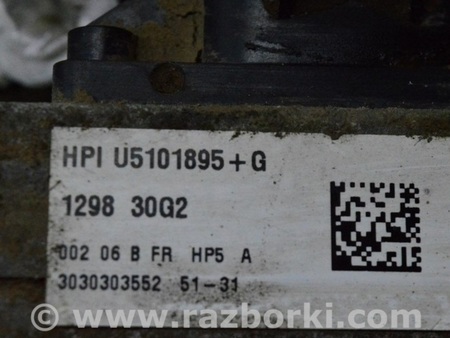 HPI U5101895+G
1298 30G2
002 06 B FR HP5 A
3030303552 51-31
© www.razborki.com